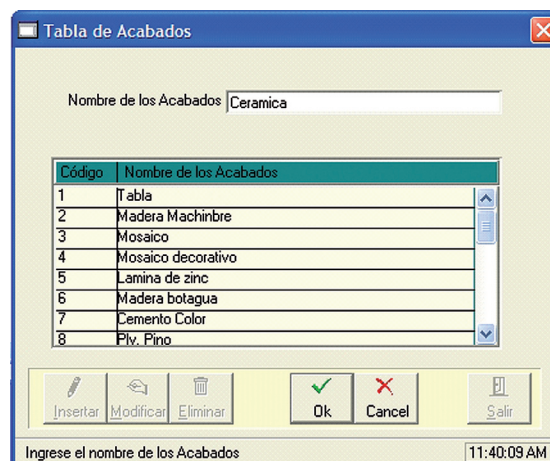 Tabla de Acabados
Nombre de los Acabados Ceramica
Código Nombre de los Acabados
1 Tabla
2 Madera Machinbre
3 Mosaico
4 Mosaico decorativo
5 Lamina de zinc
6 Madera botagua
7 Cemento Color
8 Ply. Pino
Insertar Modificar Eliminar Ok Cancel Salir
Ingrese el nombre de los Acabados 11:40:09 AM